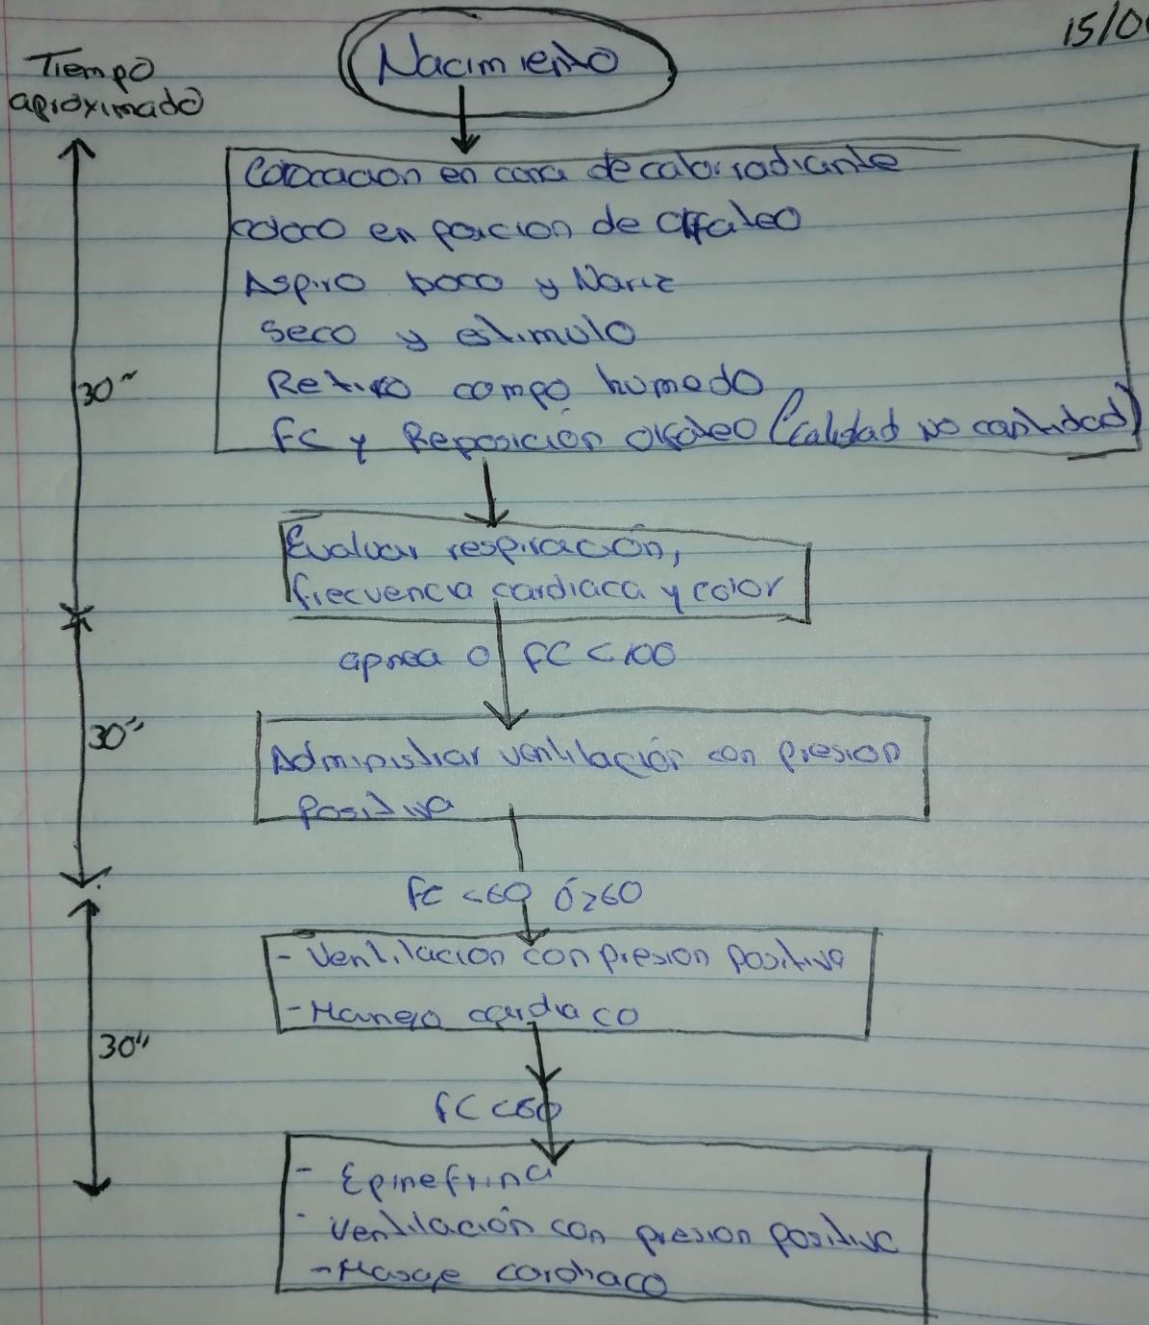 15/0
Tiempo
aproximado
Nacimiento
Colocacion en cona de calor radiante
coloco en posicion de olfateo
Aspiro boca y Nariz
Seco y estimulo
Retiro campo humedo
FC y Reposición olfateo (calidad no cantidad)
30"
Evaluar respiración,
frecuencia cardiaca y color
apnea o FC <100
30"
Administrar ventilación con presion
positiva
FC <60 ó ≥60
- Ventilacion con presion positiva
- Manejo cardiaco
30"
FC <60
- Epinefrina
- Ventilación con presion positiva
- Masaje cardiaco